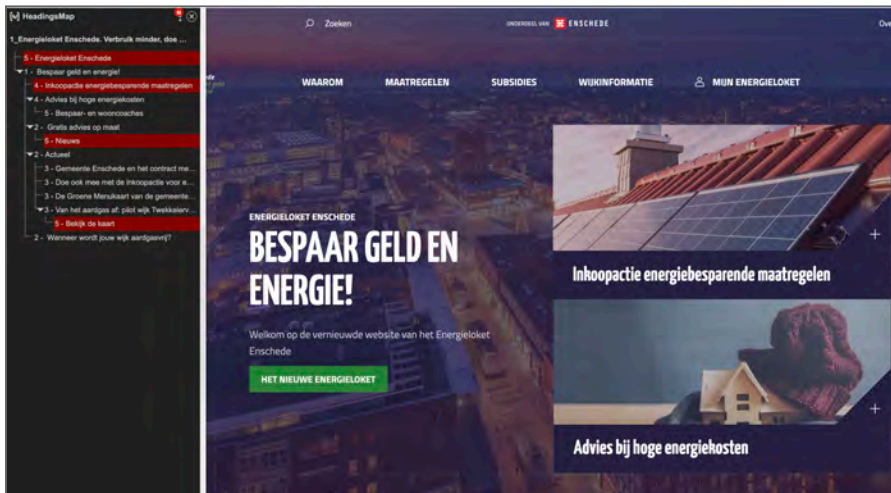 HeadingsMap
1_Energieloket Enschede. Verbruik minder, doe ...
5 - Energieloket Enschede
1 - Bespaar geld en energie!
4 - Inkoopactie energiebesparende maatregelen
4 - Advies bij hoge energiekosten
5 - Bespaar- en wooncoaches
2 - Gratis advies op maat
5 - Nieuws
2 - Actueel
3 - Gemeente Enschede en het contract me...
3 - Doe ook mee met de inkoopactie voor e...
3 - De Groene Menukaart van de gemeente...
3 - Van het aardgas af: pilot wijk Twekkelerv...
5 - Bekijk de kaart
2 - Wanneer wordt jouw wijk aardgasvrij?
Zoeken
ONDERDEEL VAN ENSCHEDE
Ove
WAAROM MAATREGELEN SUBSIDIES WIJKINFORMATIE MIJN ENERGIELOKET
ENERGIELOKET ENSCHEDE
BESPAAR GELD EN
ENERGIE!
Welkom op de vernieuwde website van het Energieloket
Enschede
HET NIEUWE ENERGIELOKET
Inkoopactie energiebesparende maatregelen
Advies bij hoge energiekosten